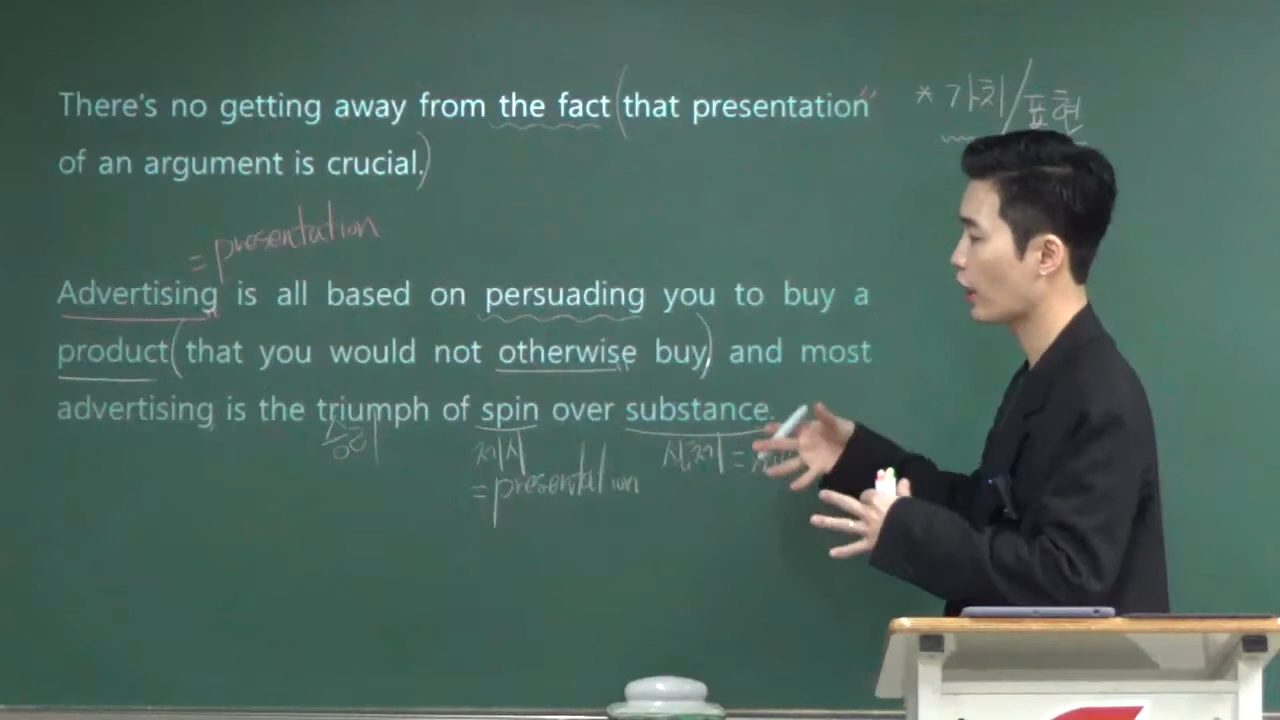 There's no getting away from the fact (that presentation" * 가치/표현
of an argument is crucial.)
= presentation
Advertising is all based on persuading you to buy a
product (that you would not otherwise buy), and most
advertising is the triumph of spin over substance.
승리
제시 실제 =
= presentation